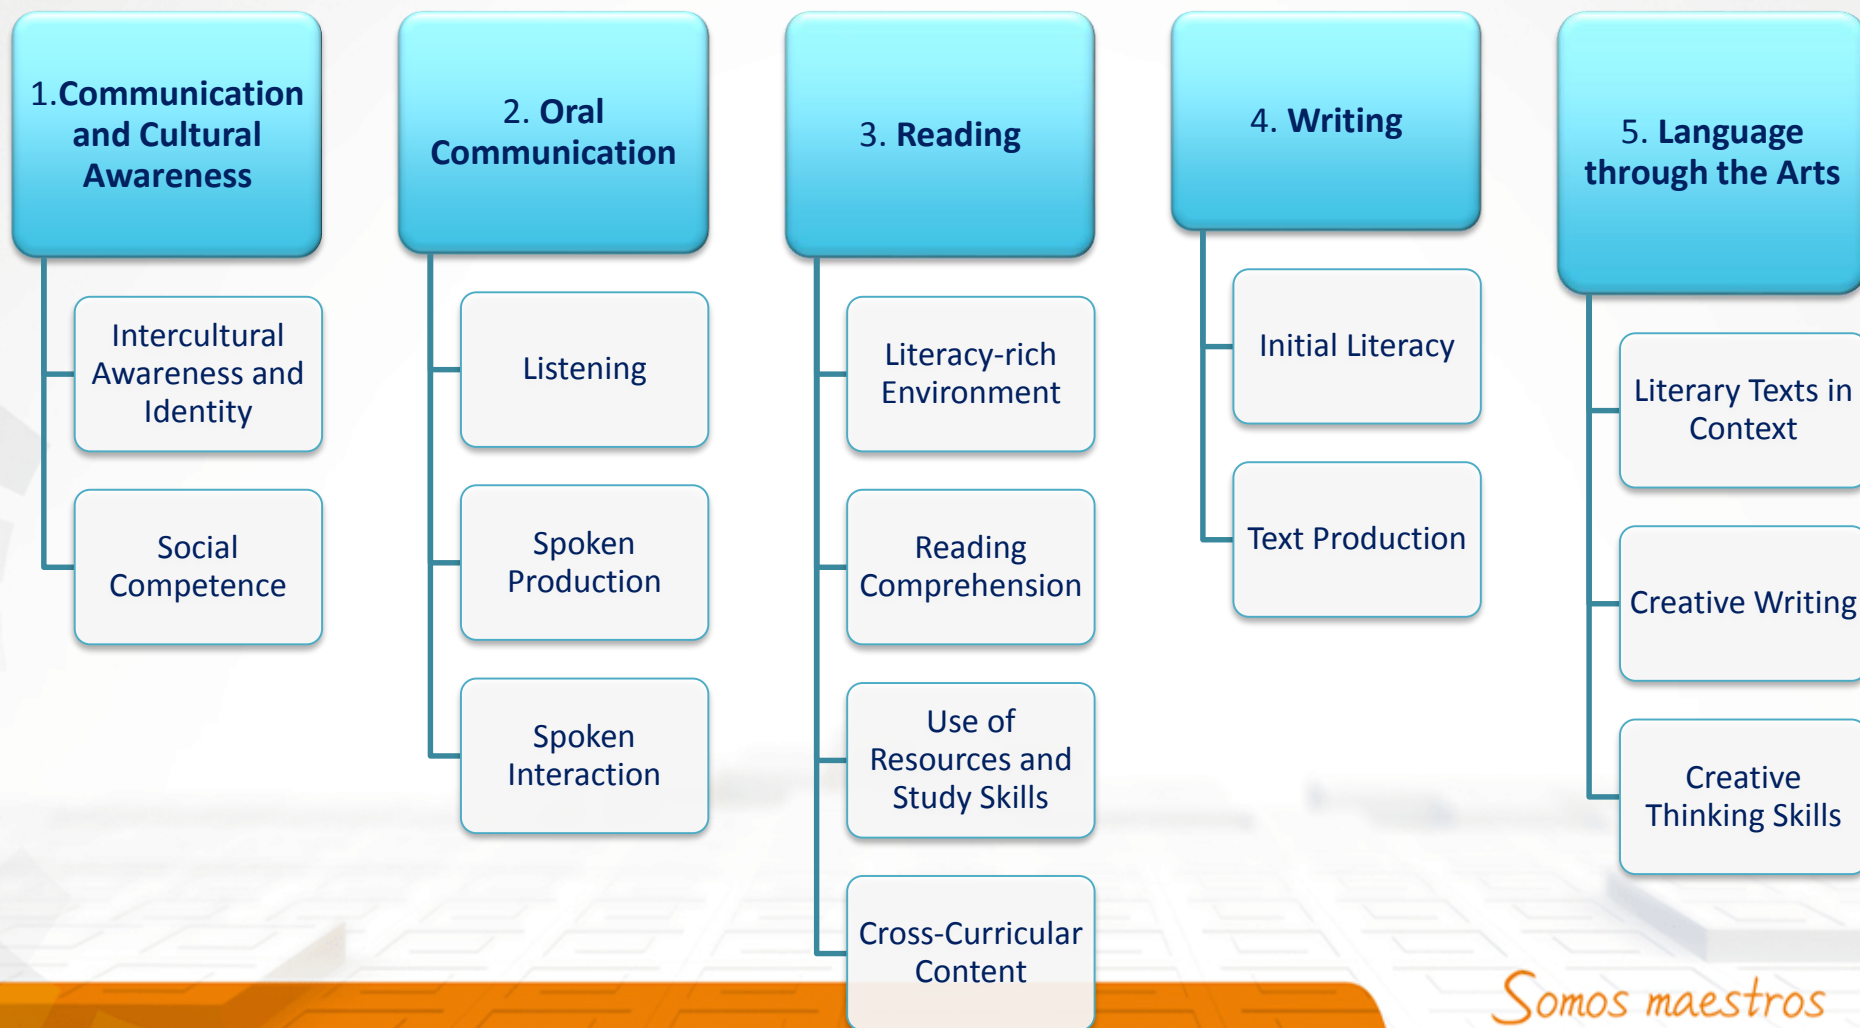 1.Communication
and Cultural
Awareness
Intercultural
Awareness and
Identity
Social
Competence
2. Oral
Communication
Listening
Spoken
Production
Spoken
Interaction
3. Reading
Literacy-rich
Environment
Reading
Comprehension
Use of
Resources and
Study Skills
Cross-Curricular
Content
4. Writing
Initial Literacy
Text Production
5. Language
through the Arts
Literary Texts in
Context
Creative Writing
Creative
Thinking Skills
Somos maestros